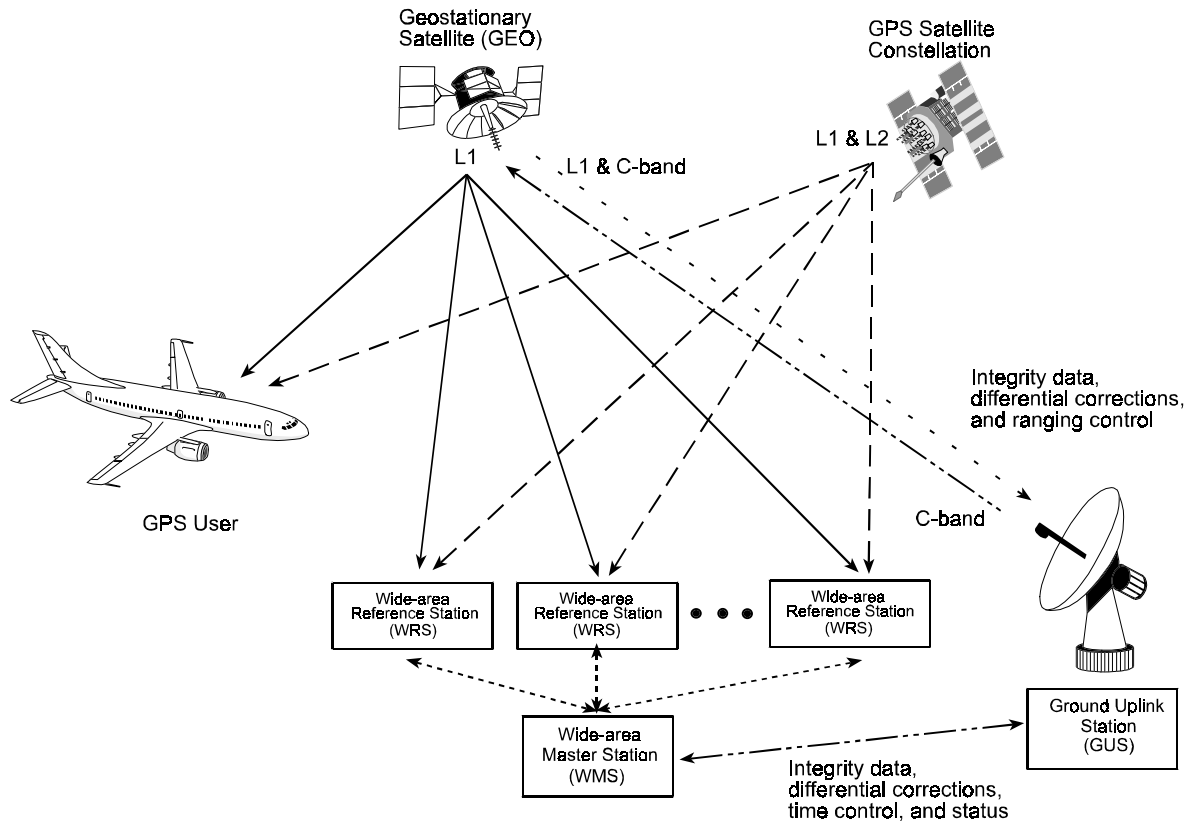 Geostationary
Satellite (GEO)
GPS Satellite
Constellation
L1
L1 & C-band
L1 & L2
Integrity data,
differential corrections,
and ranging control
GPS User
C-band
Wide-area
Reference Station
(WRS)
Wide-area
Reference Station
(WRS)
Wide-area
Reference Station
(WRS)
Wide-area
Master Station
(WMS)
Ground Uplink
Station
(GUS)
Integrity data,
differential corrections,
time control, and status